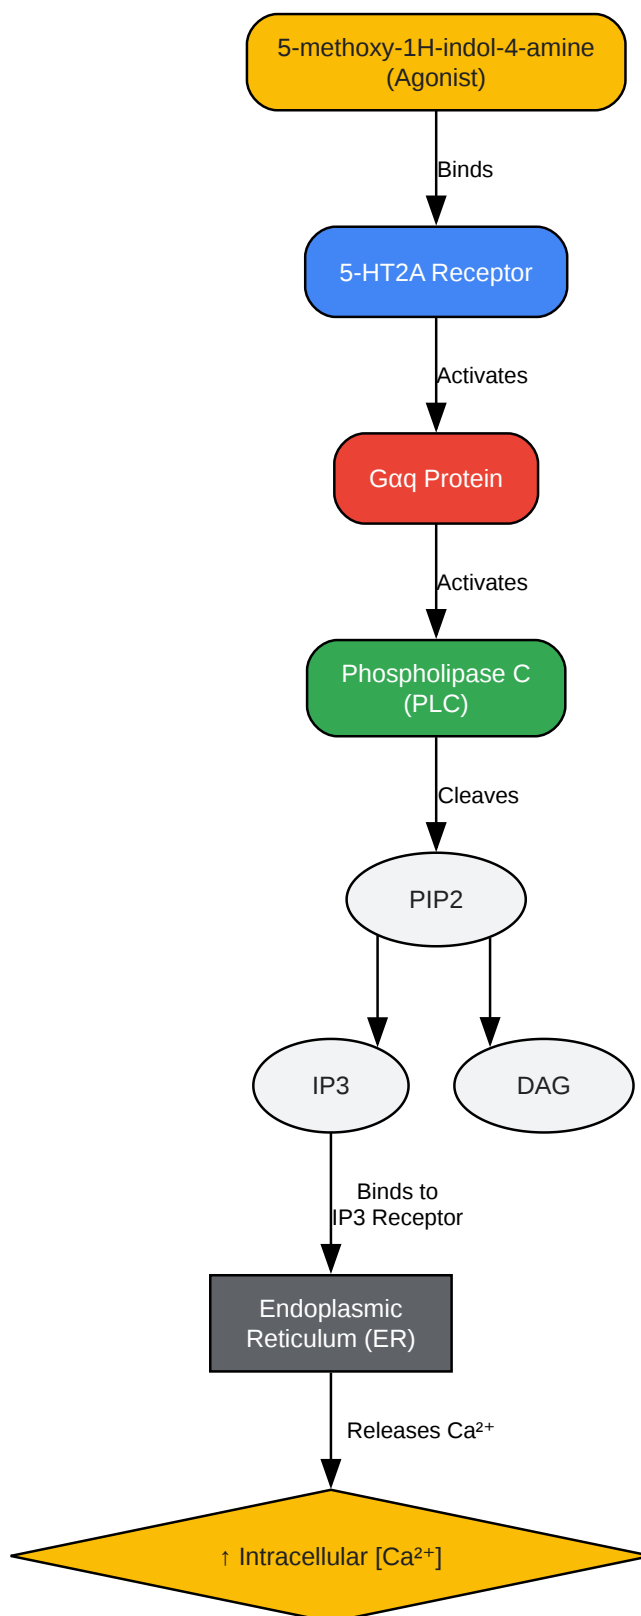 5-methoxy-1H-indol-4-amine
(Agonist)
Binds
5-HT2A Receptor
Activates
Gαq Protein
Activates
Phospholipase C
(PLC)
Cleaves
PIP2
IP3
DAG
Binds to
IP3 Receptor
Endoplasmic
Reticulum (ER)
Releases Ca²⁺
↑ Intracellular [Ca²⁺]